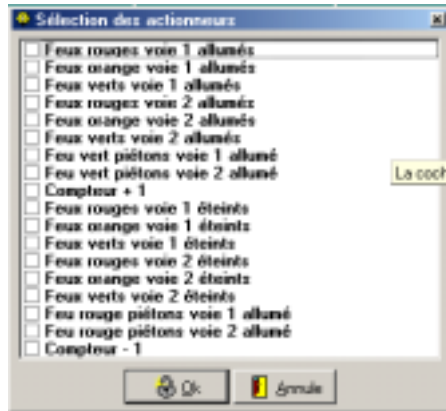 Sélection des actionneurs
Feux rouges voie 1 allumés
Feux orange voie 1 allumés
Feux verts voie 1 allumés
Feux rouges voie 2 allumés
Feux orange voie 2 allumés
Feux verts voie 2 allumés
Feu vert piétons voie 1 allumé
Feu vert piétons voie 2 allumé
La coch
Compteur + 1
Feux rouges voie 1 éteints
Feux orange voie 1 éteints
Feux verts voie 1 éteints
Feux rouges voie 2 éteints
Feux orange voie 2 éteints
Feux verts voie 2 éteints
Feu rouge piétons voie 1 allumé
Feu rouge piétons voie 2 allumé
Compteur - 1
Ok
Annule